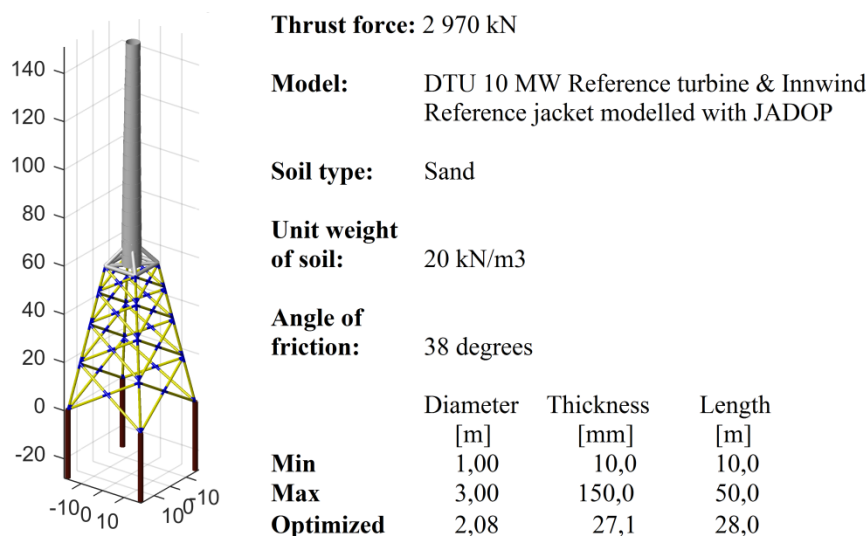 Thrust force: 2 970 kN
Model: DTU 10 MW Reference turbine & Innwind
Reference jacket modelled with JADOP
Soil type: Sand
Unit weight
of soil: 20 kN/m3
Angle of
friction: 38 degrees
Diameter Thickness Length
[m] [mm] [m]
Min 1,00 10,0 10,0
Max 3,00 150,0 50,0
Optimized 2,08 27,1 28,0
140
120
100
80
60
40
20
0
-20
-10 0 10
10 0 -10